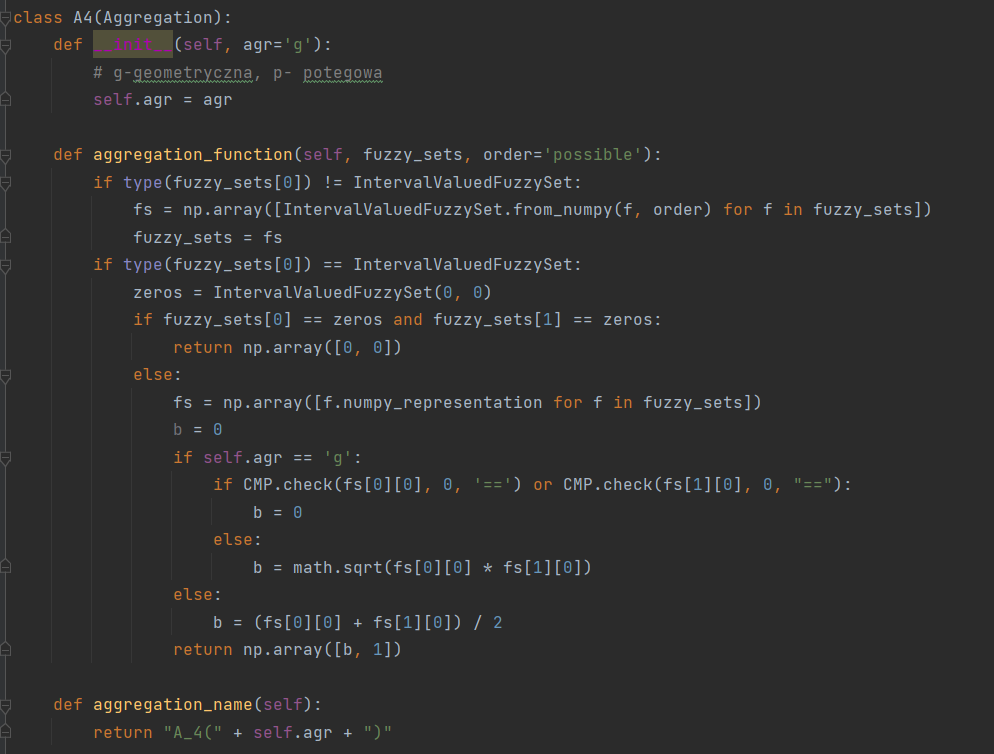 class A4(Aggregation):
    def __init__(self, agr='g'):
        # g-geometryczna, p- potegowa
        self.agr = agr

    def aggregation_function(self, fuzzy_sets, order='possible'):
        if type(fuzzy_sets[0]) != IntervalValuedFuzzySet:
            fs = np.array([IntervalValuedFuzzySet.from_numpy(f, order) for f in fuzzy_sets])
            fuzzy_sets = fs
        if type(fuzzy_sets[0]) == IntervalValuedFuzzySet:
            zeros = IntervalValuedFuzzySet(0, 0)
            if fuzzy_sets[0] == zeros and fuzzy_sets[1] == zeros:
                return np.array([0, 0])
            else:
                fs = np.array([f.numpy_representation for f in fuzzy_sets])
                b = 0
                if self.agr == 'g':
                    if CMP.check(fs[0][0], 0, '==') or CMP.check(fs[1][0], 0, "=="):
                        b = 0
                    else:
                        b = math.sqrt(fs[0][0] * fs[1][0])
                else:
                    b = (fs[0][0] + fs[1][0]) / 2
                return np.array([b, 1])

    def aggregation_name(self):
        return "A_4(" + self.agr + ")"